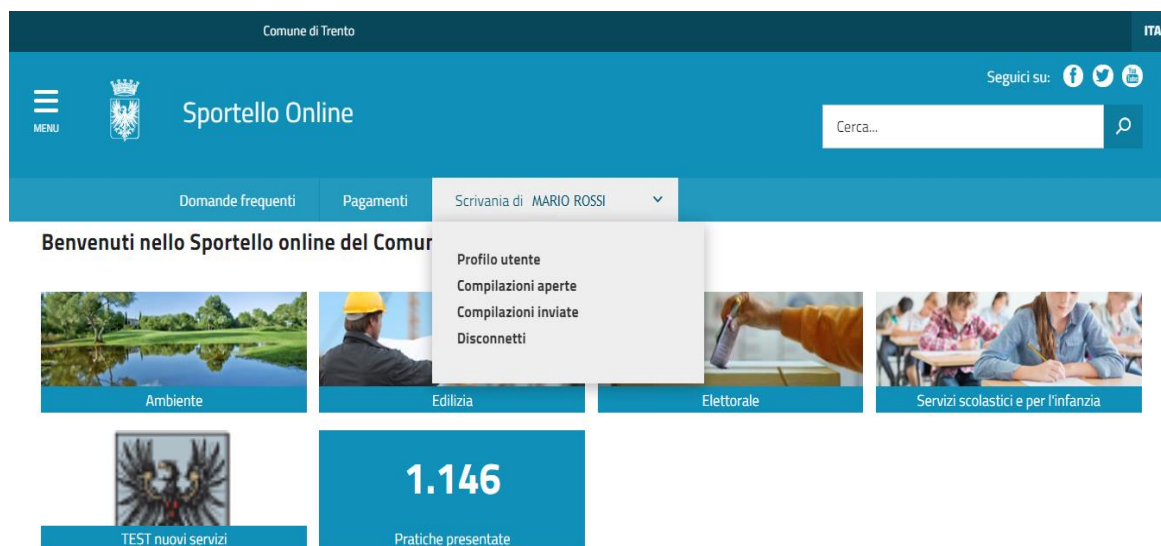 Comune di Trento
ITA
Seguici su:
MENU
Sportello Online
Cerca...
Domande frequenti
Pagamenti
Scrivania di MARIO ROSSI
Benvenuti nello Sportello online del Comun
Profilo utente
Compilazioni aperte
Compilazioni inviate
Disconnetti
Ambiente
Edilizia
Elettorale
Servizi scolastici e per l'infanzia
1.146
TEST nuovi servizi
Pratiche presentate